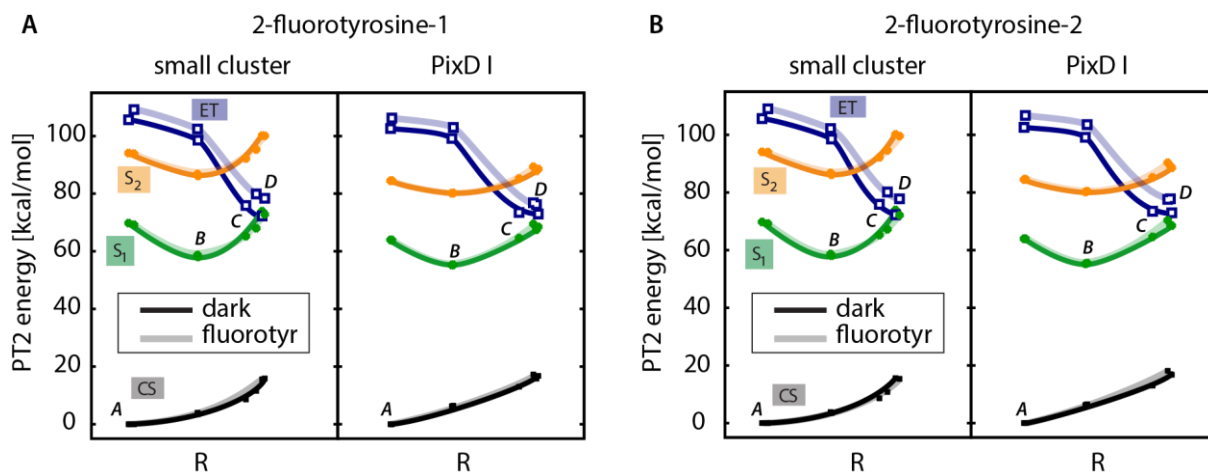 A 2-fluorotyrosine-1
small cluster PixD I
PT2 energy [kcal/mol]
100
80
60
40
20
0
ET
S2
S1
CS
A
B
C
D
dark
fluorotyr
A
B
C
D
R R
B 2-fluorotyrosine-2
small cluster PixD I
PT2 energy [kcal/mol]
100
80
60
40
20
0
ET
S2
S1
CS
A
B
C
D
dark
fluorotyr
A
B
C
D
R R